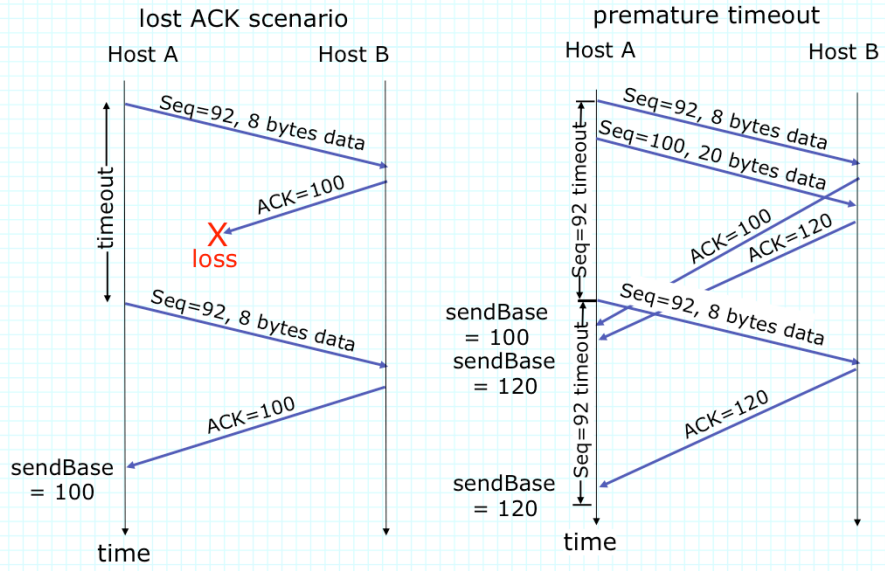 lost ACK scenario
Host A
Host B
Seq=92, 8 bytes data
timeout
ACK=100
X
loss
Seq=92, 8 bytes data
ACK=100
sendBase
= 100
time
premature timeout
Host A
Host B
Seq=92, 8 bytes data
Seq=100, 20 bytes data
Seq=92 timeout
ACK=100
ACK=120
Seq=92, 8 bytes data
sendBase
= 100
sendBase
= 120
Seq=92 timeout
ACK=120
sendBase
= 120
time